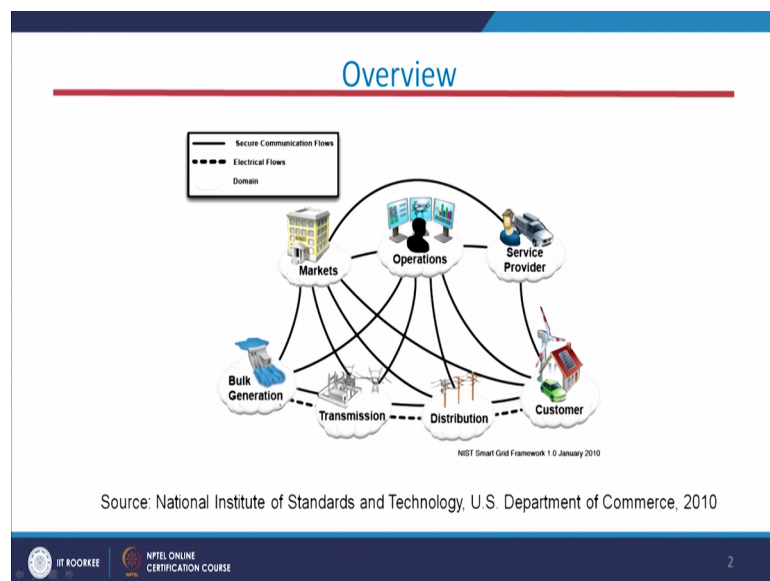 Overview
Secure Communication Flows
Electrical Flows
Domain
Markets
Operations
Service
Provider
Bulk
Generation
Transmission
Distribution
Customer
NIST Smart Grid Framework 1.0 January 2010
Source: National Institute of Standards and Technology, U.S. Department of Commerce, 2010
IIT ROORKEE
NPTEL ONLINE
CERTIFICATION COURSE
2